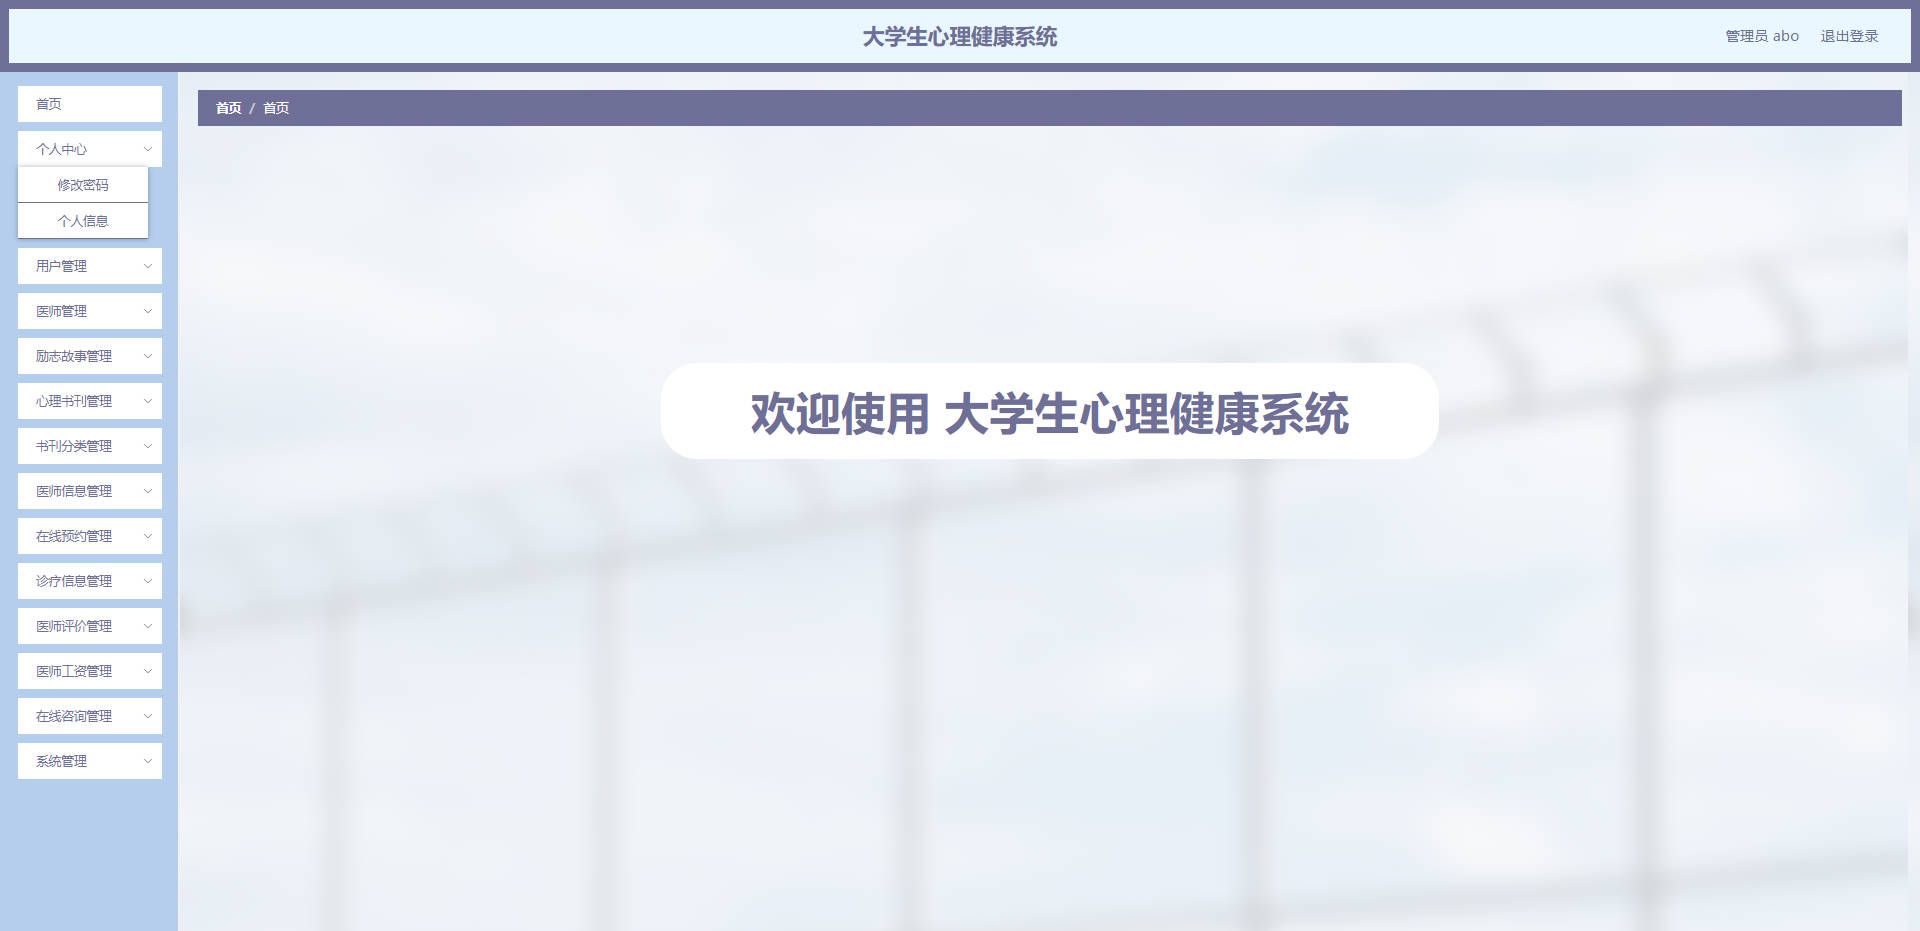 大学生心理健康系统
管理员 abo 退出登录
首页
个人中心
修改密码
个人信息
用户管理
医师管理
励志故事管理
心理书刊管理
书刊分类管理
医师信息管理
在线预约管理
诊疗信息管理
医师评价管理
医师工资管理
在线咨询管理
系统管理
首页 / 首页
欢迎使用 大学生心理健康系统